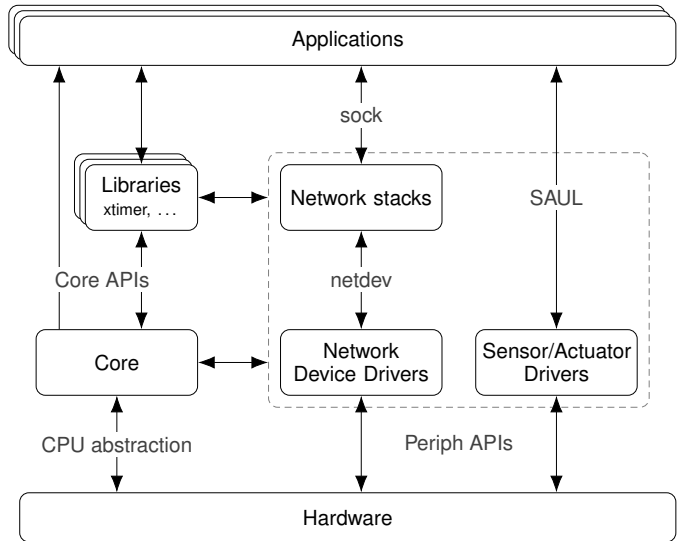 Applications
sock
Libraries
xtimer, ...
Network stacks
SAUL
Core APIs
netdev
Core
Network
Device Drivers
Sensor/Actuator
Drivers
CPU abstraction
Periph APIs
Hardware